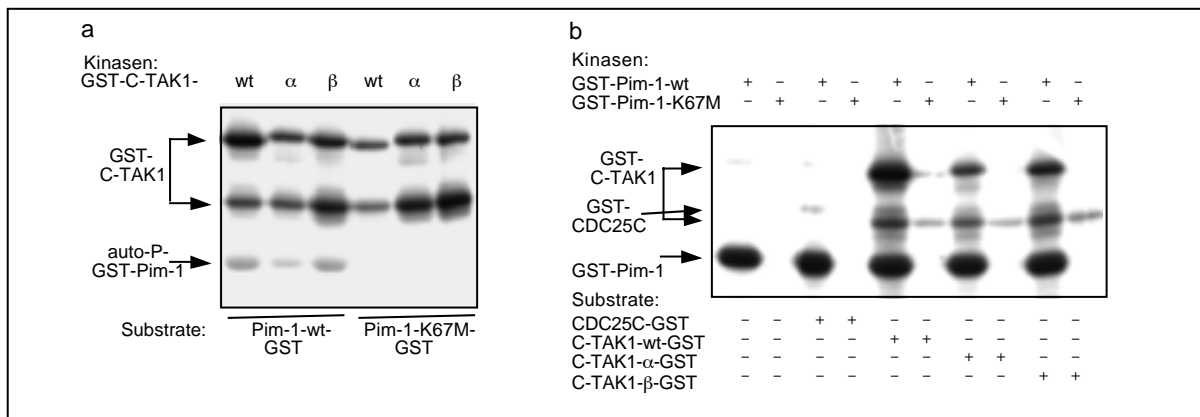 a
Kinasen:
GST-C-TAK1-
wt α β wt α β
GST-
C-TAK1
auto-P-
GST-Pim-1
Substrate:
Pim-1-wt-
GST
Pim-1-K67M-
GST
b
Kinasen:
GST-Pim-1-wt + – + – + – + – + –
GST-Pim-1-K67M – + – + – + – + – +
GST-
C-TAK1
GST-
CDC25C
GST-Pim-1
Substrate:
CDC25C-GST – – + + – – – – – –
C-TAK1-wt-GST – – – – + + – – – –
C-TAK1-α-GST – – – – – – + + – –
C-TAK1-β-GST – – – – – – – – + +